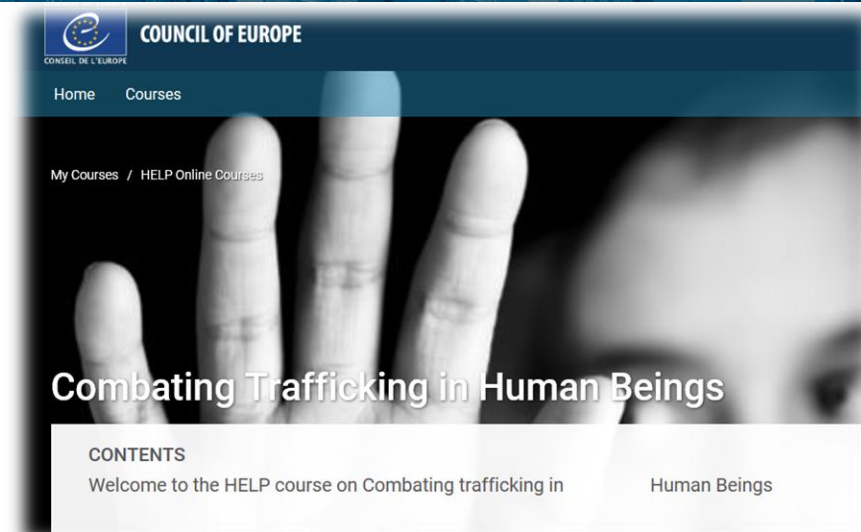 COUNCIL OF EUROPE
CONSEIL DE L'EUROPE
Home Courses
My Courses / HELP Online Courses
Combating Trafficking in Human Beings
CONTENTS
Welcome to the HELP course on Combating trafficking in Human Beings